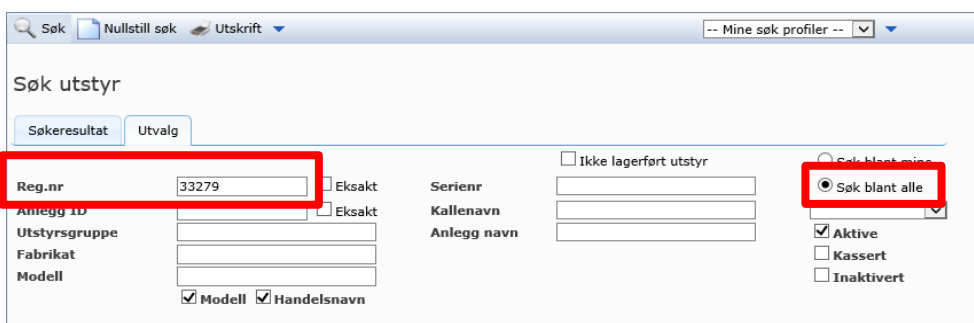 Søk Nullstill søk Utskrift -- Mine søk profiler --
Søk utstyr
Søkeresultat Utvalg
Ikke lagerført utstyr Søk blant mine
Reg.nr 33279 Eksakt Serienr Søk blant alle
Anlegg ID Eksakt Kallenavn
Utstyrsgruppe Anlegg navn Aktive
Fabrikat Kassert
Modell Inaktivert
Modell Handelsnavn